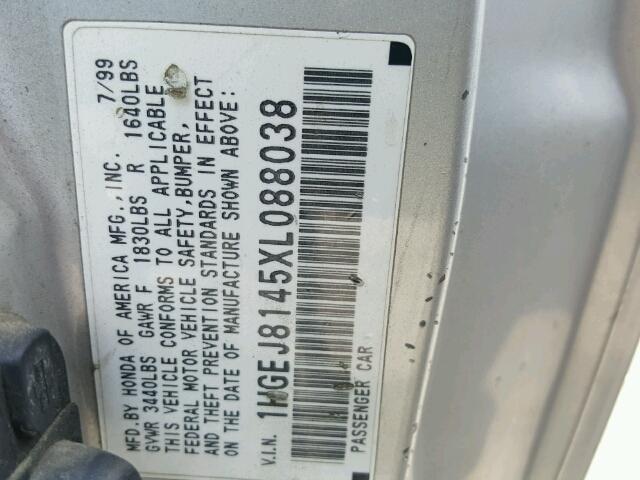 MFD.BY HONDA OF AMERICA MFG.,INC. 7/99
GVWR 3440LBS GAWR F 1830LBS R 1640LBS
THIS VEHICLE CONFORMS TO ALL APPLICABLE
FEDERAL MOTOR VEHICLE SAFETY,BUMPER,
AND THEFT PREVENTION STANDARDS IN EFFECT
ON THE DATE OF MANUFACTURE SHOWN ABOVE:
V.I.N. 1HGEJ8145XL088038
PASSENGER CAR